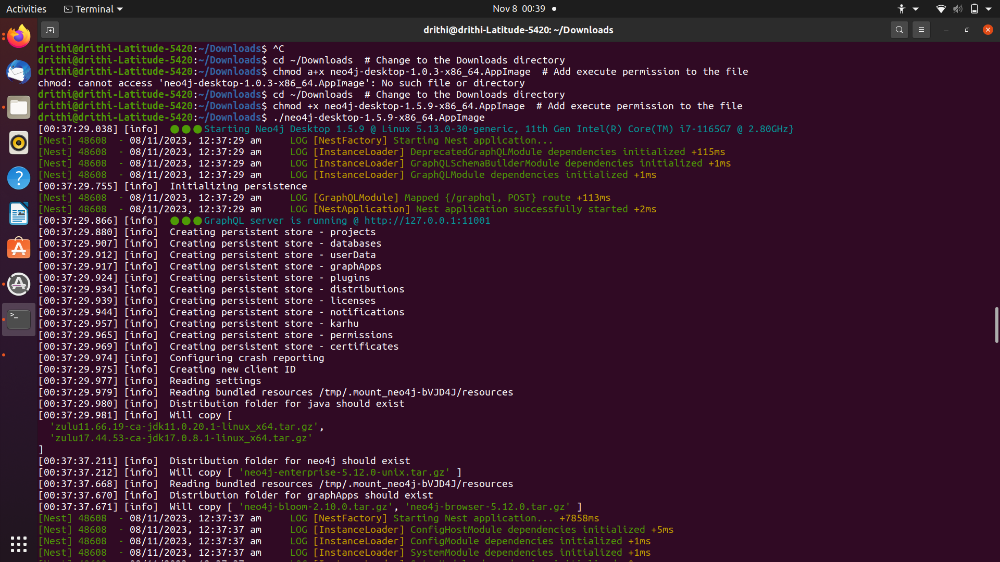 Activities
Terminal
Nov 8 00:39
drithi@drithi-Latitude-5420: ~/Downloads
drithi@drithi-Latitude-5420:~/Downloads$ ^C
drithi@drithi-Latitude-5420:~/Downloads$ cd ~/Downloads  # Change to the Downloads directory
drithi@drithi-Latitude-5420:~/Downloads$ chmod a+x neo4j-desktop-1.0.3-x86_64.AppImage  # Add execute permission to the file
chmod: cannot access 'neo4j-desktop-1.0.3-x86_64.AppImage': No such file or directory
drithi@drithi-Latitude-5420:~/Downloads$ cd ~/Downloads  # Change to the Downloads directory
drithi@drithi-Latitude-5420:~/Downloads$ chmod +x neo4j-desktop-1.5.9-x86_64.AppImage  # Add execute permission to the file
drithi@drithi-Latitude-5420:~/Downloads$ ./neo4j-desktop-1.5.9-x86_64.AppImage
[00:37:29.038] [info]  Starting Neo4j Desktop 1.5.9 @ Linux 5.13.0-30-generic, 11th Gen Intel(R) Core(TM) i7-1165G7 @ 2.80GHz}
[Nest] 48608  - 08/11/2023, 12:37:29 am     LOG [NestFactory] Starting Nest application...
[Nest] 48608  - 08/11/2023, 12:37:29 am     LOG [InstanceLoader] DeprecatedGraphQLModule dependencies initialized +115ms
[Nest] 48608  - 08/11/2023, 12:37:29 am     LOG [InstanceLoader] GraphQLSchemaBuilderModule dependencies initialized +1ms
[Nest] 48608  - 08/11/2023, 12:37:29 am     LOG [InstanceLoader] GraphQLModule dependencies initialized +1ms
[00:37:29.755] [info]  Initializing persistence
[Nest] 48608  - 08/11/2023, 12:37:29 am     LOG [GraphQLModule] Mapped {/graphql, POST} route +113ms
[Nest] 48608  - 08/11/2023, 12:37:29 am     LOG [NestApplication] Nest application successfully started +2ms
[00:37:29.866] [info]  GraphQL server is running @ http://127.0.0.1:11001
[00:37:29.880] [info]  Creating persistent store - projects
[00:37:29.907] [info]  Creating persistent store - databases
[00:37:29.912] [info]  Creating persistent store - userData
[00:37:29.917] [info]  Creating persistent store - graphApps
[00:37:29.924] [info]  Creating persistent store - plugins
[00:37:29.934] [info]  Creating persistent store - distributions
[00:37:29.939] [info]  Creating persistent store - licenses
[00:37:29.944] [info]  Creating persistent store - notifications
[00:37:29.957] [info]  Creating persistent store - karhu
[00:37:29.965] [info]  Creating persistent store - permissions
[00:37:29.969] [info]  Creating persistent store - certificates
[00:37:29.974] [info]  Configuring crash reporting
[00:37:29.975] [info]  Creating new client ID
[00:37:29.977] [info]  Reading settings
[00:37:29.979] [info]  Reading bundled resources /tmp/.mount_neo4j-bVJD4J/resources
[00:37:29.980] [info]  Distribution folder for java should exist
[00:37:29.981] [info]  Will copy [
  'zulu11.66.19-ca-jdk11.0.20.1-linux_x64.tar.gz',
   'zulu17.44.53-ca-jdk17.0.8.1-linux_x64.tar.gz'
]
[00:37:37.211] [info]  Distribution folder for neo4j should exist
[00:37:37.212] [info]  Will copy [ 'neo4j-enterprise-5.12.0-unix.tar.gz' ]
[00:37:37.668] [info]  Reading bundled resources /tmp/.mount_neo4j-bVJD4J/resources
[00:37:37.670] [info]  Distribution folder for graphApps should exist
[00:37:37.671] [info]  Will copy [ 'neo4j-bloom-2.10.0.tar.gz', 'neo4j-browser-5.12.0.tar.gz' ]
[Nest] 48608  - 08/11/2023, 12:37:37 am     LOG [NestFactory] Starting Nest application... +7858ms
[Nest] 48608  - 08/11/2023, 12:37:37 am     LOG [InstanceLoader] ConfigHostModule dependencies initialized +5ms
[Nest] 48608  - 08/11/2023, 12:37:37 am     LOG [InstanceLoader] ConfigModule dependencies initialized +1ms
[Nest] 48608  - 08/11/2023, 12:37:37 am     LOG [InstanceLoader] SystemModule dependencies initialized +1ms